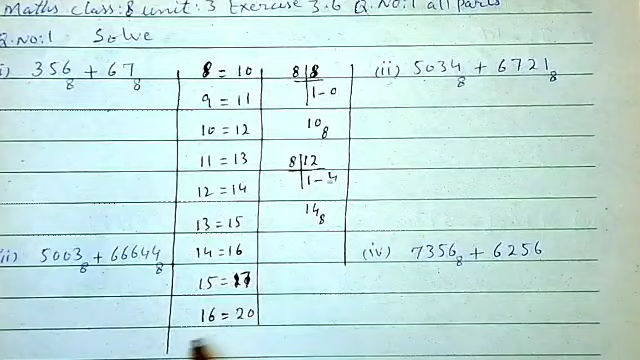 Maths class:8 unit:3 Exercise 3.6 Q.No:1 all parts
Q.No:1 Solve
i) 356₈ + 67₈
8 = 10
9 = 11
10 = 12
11 = 13
12 = 14
13 = 15
14 = 16
15 = 17
16 = 20
8|8
1-0
10₈
8|12
1-4
14₈
(ii) 5034₈ + 6721₈
iii) 5003₈ + 66644₈
(iv) 7356₈ + 6256